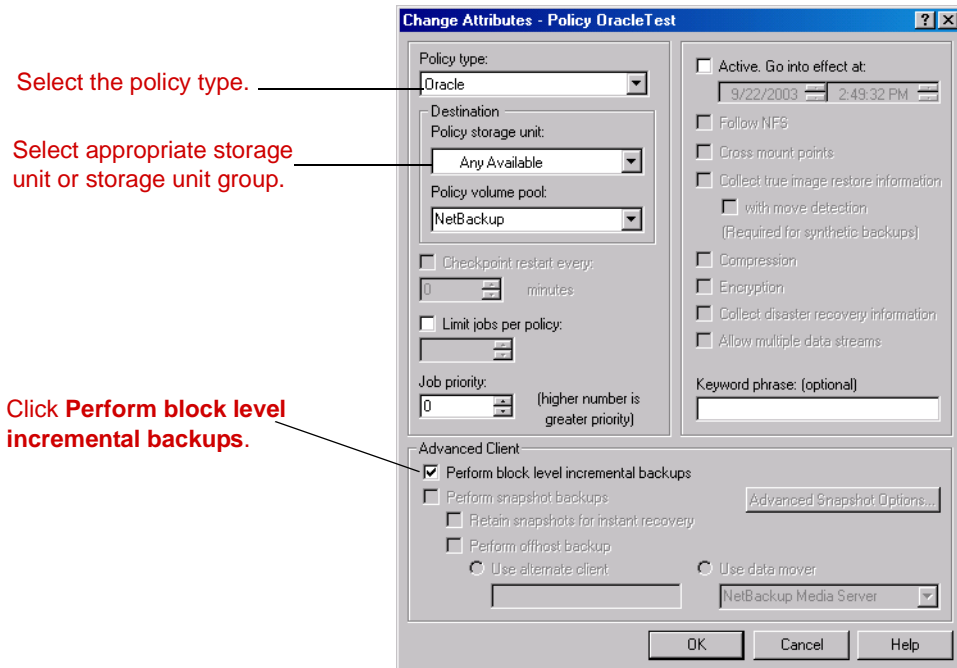 Change Attributes - Policy OracleTest
Select the policy type.
Select appropriate storage
unit or storage unit group.
Click Perform block level
incremental backups.
Policy type:
Oracle
Destination
Policy storage unit:
Any Available
Policy volume pool:
NetBackup
Checkpoint restart every:
0 minutes
Limit jobs per policy:
Job priority:
0 (higher number is
greater priority)
Active. Go into effect at:
9/22/2003 2:49:32 PM
Follow NFS
Cross mount points
Collect true image restore information
with move detection
(Required for synthetic backups)
Compression
Encryption
Collect disaster recovery information
Allow multiple data streams
Keyword phrase: (optional)
Advanced Client
Perform block level incremental backups
Perform snapshot backups
Advanced Snapshot Options...
Retain snapshots for instant recovery
Perform offhost backup
Use alternate client
Use data mover
NetBackup Media Server
OK Cancel Help